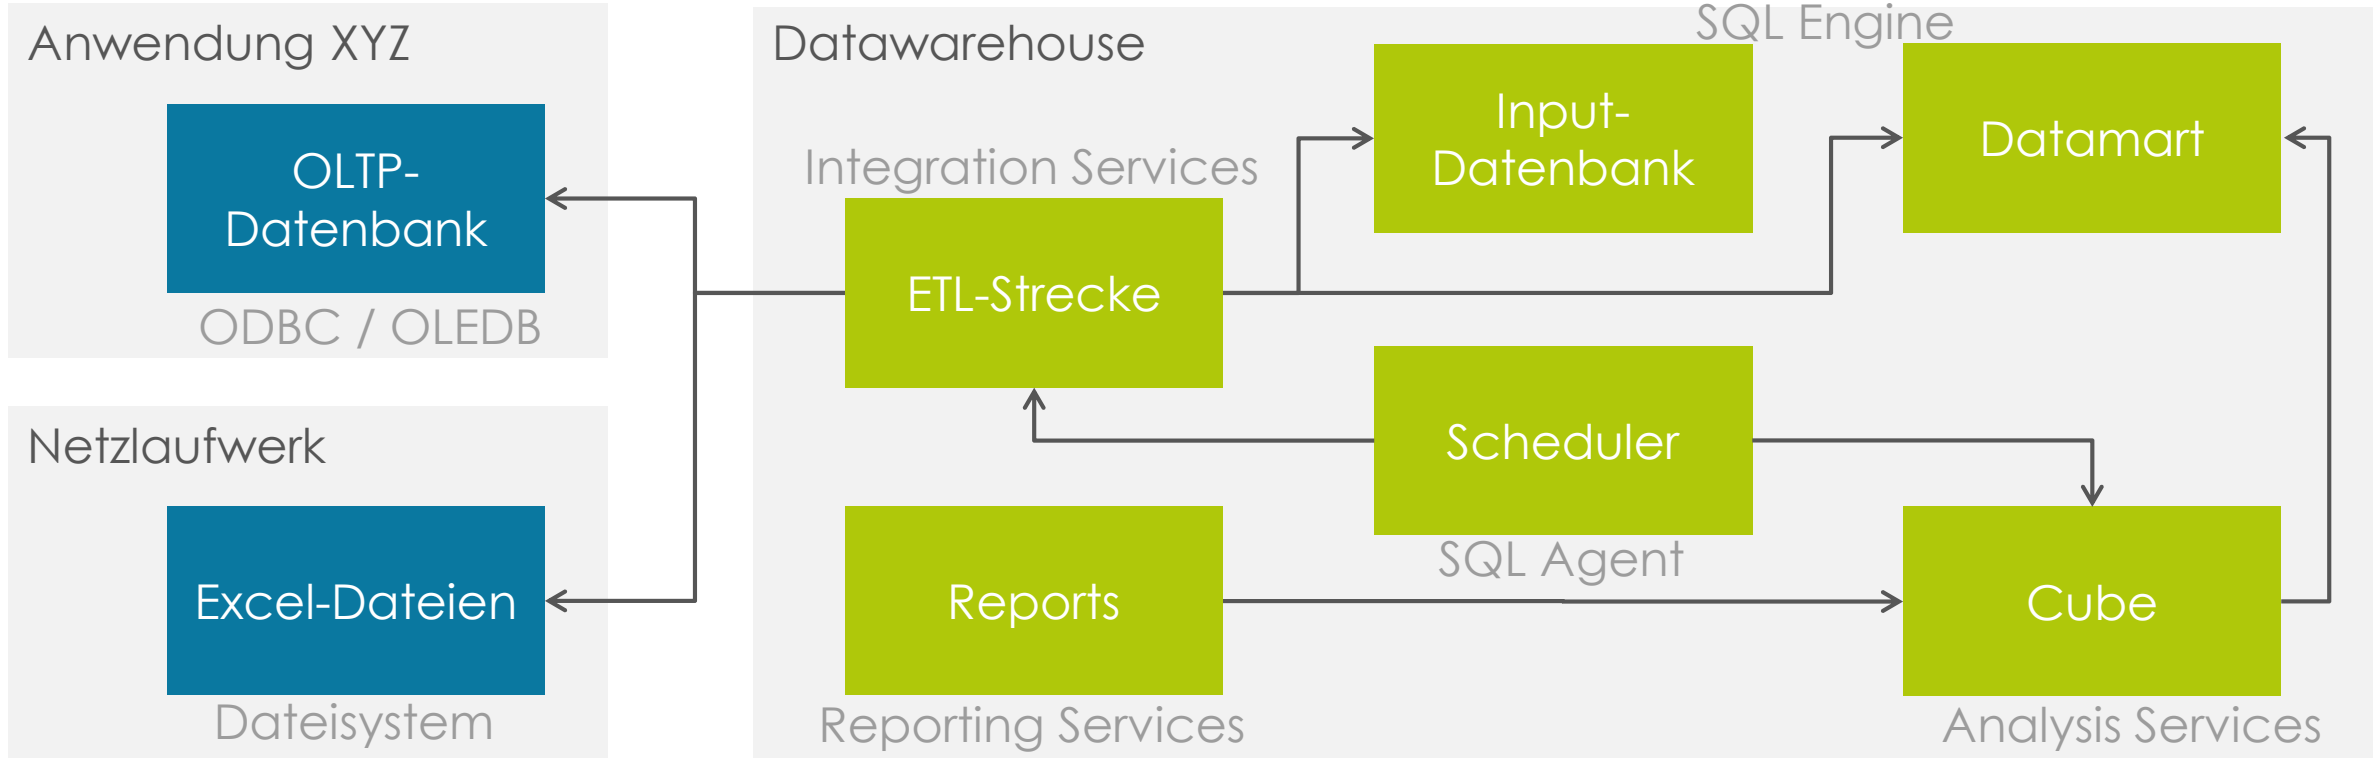 Anwendung XYZ
OLTP-
Datenbank
ODBC / OLEDB
Netzlaufwerk
Excel-Dateien
Dateisystem
Datawarehouse
SQL Engine
Input-
Datenbank
Datamart
Integration Services
ETL-Strecke
Scheduler
SQL Agent
Reports
Reporting Services
Cube
Analysis Services